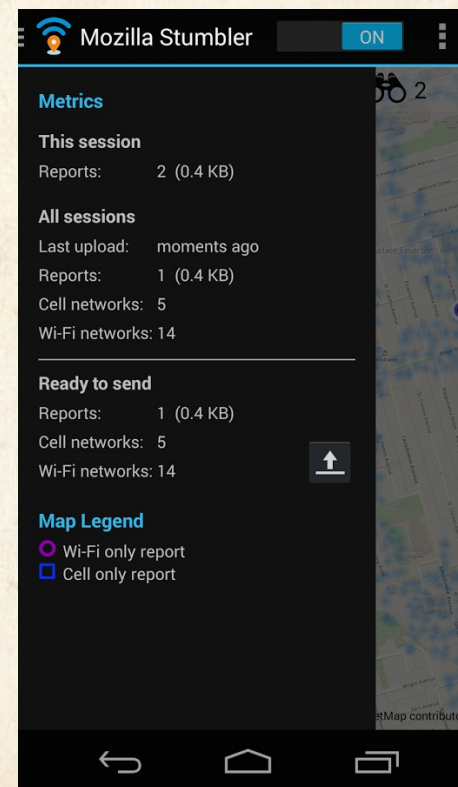 Mozilla Stumbler ON
2
Metrics
This session
Reports: 2 (0.4 KB)
All sessions
Last upload: moments ago
Reports: 1 (0.4 KB)
Cell networks: 5
Wi-Fi networks: 14
Ready to send
Reports: 1 (0.4 KB)
Cell networks: 5
Wi-Fi networks: 14
Map Legend
Wi-Fi only report
Cell only report
etMap contributo